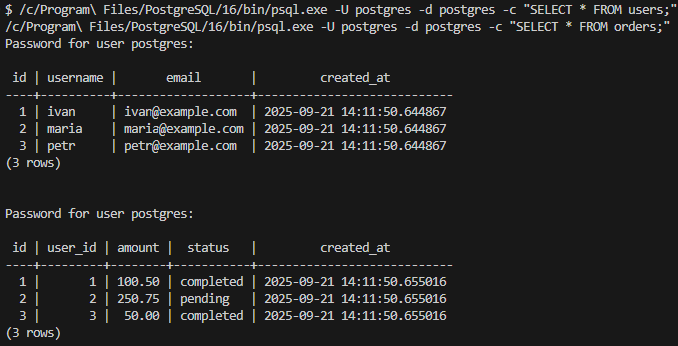 $ /c/Program\ Files/PostgreSQL/16/bin/psql.exe -U postgres -d postgres -c "SELECT * FROM users;"
/c/Program\ Files/PostgreSQL/16/bin/psql.exe -U postgres -d postgres -c "SELECT * FROM orders;"
Password for user postgres:

 id | username |       email       |         created_at
----+----------+-------------------+----------------------------
  1 | ivan     | ivan@example.com  | 2025-09-21 14:11:50.644867
  2 | maria    | maria@example.com | 2025-09-21 14:11:50.644867
  3 | petr     | petr@example.com  | 2025-09-21 14:11:50.644867
(3 rows)


Password for user postgres:

 id | user_id | amount |  status   |         created_at
----+---------+--------+-----------+----------------------------
  1 |       1 | 100.50 | completed | 2025-09-21 14:11:50.655016
  2 |       2 | 250.75 | pending   | 2025-09-21 14:11:50.655016
  3 |       3 |  50.00 | completed | 2025-09-21 14:11:50.655016
(3 rows)